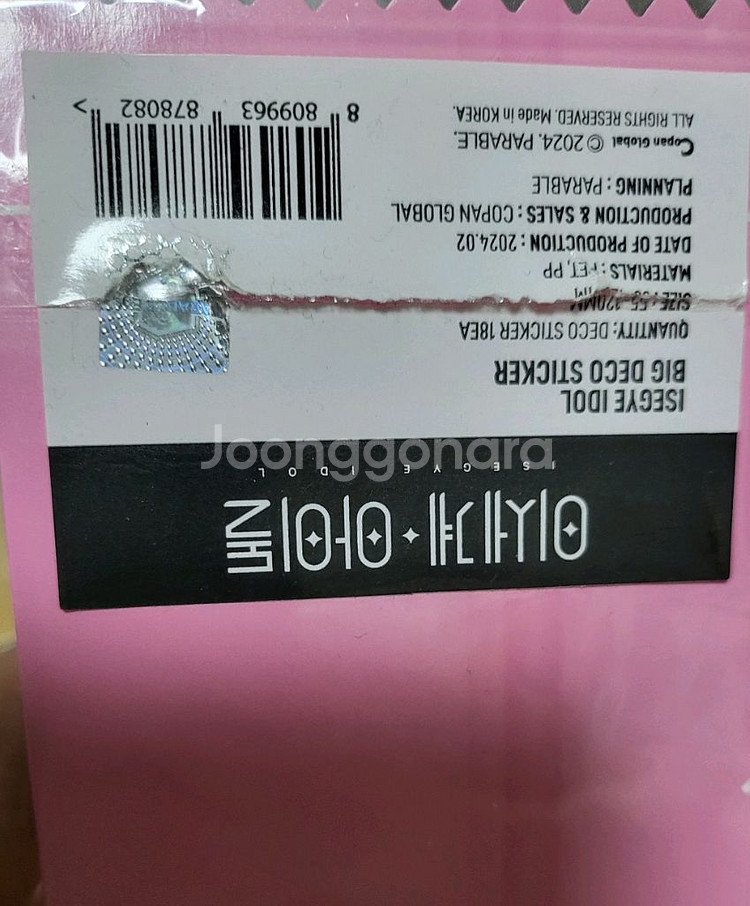 이세계 아이돌
ISEGYE IDOL
Joonggonara
ISEGYE IDOL
BIG DECO STICKER
QUANTITY: DECO STICKER 18EA
MATERIALS : PET, PP
DATE OF PRODUCTION : 2024.02
PRODUCTION & SALES : COPAN GLOBAL
PLANNING : PARABLE
Copan Global © 2024. PARABLE.
ALL RIGHTS RESERVED. Made in KOREA.
8 809963 878082 >